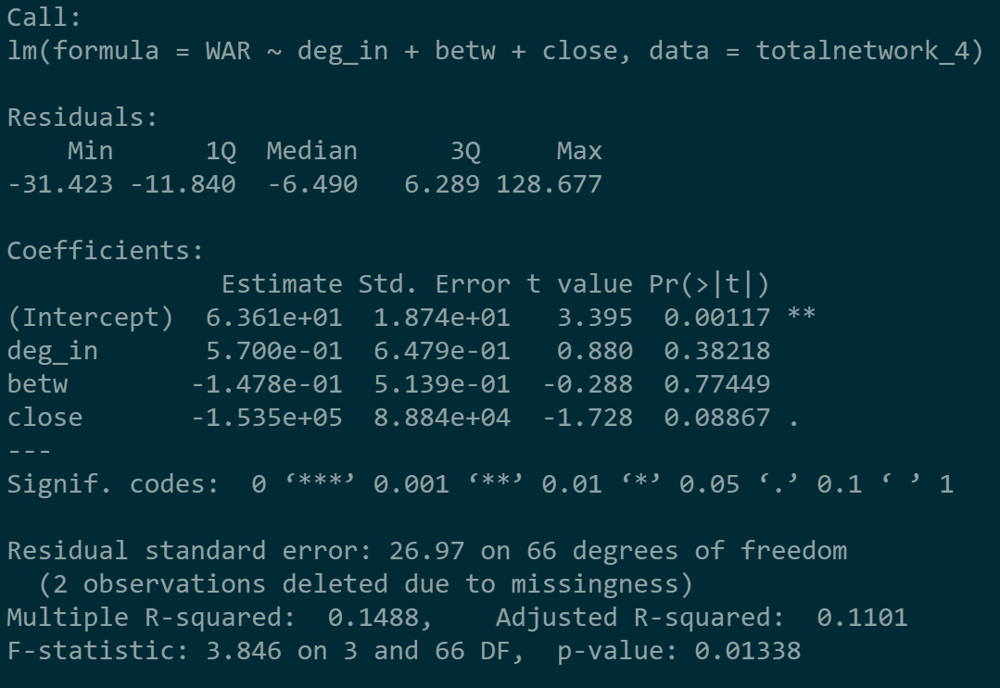 Call:
lm(formula = WAR ~ deg_in + betw + close, data = totalnetwork_4)
Residuals:
    Min      1Q  Median      3Q     Max
-31.423 -11.840  -6.490   6.289 128.677
Coefficients:
              Estimate Std. Error t value Pr(>|t|)
(Intercept)  6.361e+01  1.874e+01   3.395  0.00117 **
deg_in       5.700e-01  6.479e-01   0.880  0.38218
betw        -1.478e-01  5.139e-01  -0.288  0.77449
close       -1.535e+05  8.884e+04  -1.728  0.08867 .
---
Signif. codes:  0 ‘***’ 0.001 ‘**’ 0.01 ‘*’ 0.05 ‘.’ 0.1 ‘ ’ 1
Residual standard error: 26.97 on 66 degrees of freedom
  (2 observations deleted due to missingness)
Multiple R-squared:  0.1488,    Adjusted R-squared:  0.1101
F-statistic: 3.846 on 3 and 66 DF,  p-value: 0.01338